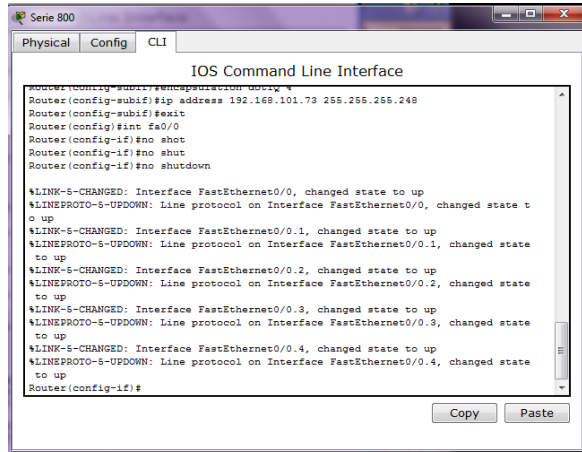 Serie 800
Physical Config CLI
IOS Command Line Interface
Router(config-subif)#encapsulation dot1Q 4
Router(config-subif)#ip address 192.168.101.73 255.255.255.248
Router(config-subif)#exit
Router(config)#int fa0/0
Router(config-if)#no shot
Router(config-if)#no shut
Router(config-if)#no shutdown
%LINK-5-CHANGED: Interface FastEthernet0/0, changed state to up
%LINEPROTO-5-UPDOWN: Line protocol on Interface FastEthernet0/0, changed state t
o up
%LINK-5-CHANGED: Interface FastEthernet0/0.1, changed state to up
%LINEPROTO-5-UPDOWN: Line protocol on Interface FastEthernet0/0.1, changed state
to up
%LINK-5-CHANGED: Interface FastEthernet0/0.2, changed state to up
%LINEPROTO-5-UPDOWN: Line protocol on Interface FastEthernet0/0.2, changed state
to up
%LINK-5-CHANGED: Interface FastEthernet0/0.3, changed state to up
%LINEPROTO-5-UPDOWN: Line protocol on Interface FastEthernet0/0.3, changed state
to up
%LINK-5-CHANGED: Interface FastEthernet0/0.4, changed state to up
%LINEPROTO-5-UPDOWN: Line protocol on Interface FastEthernet0/0.4, changed state
to up
Router(config-if)#
Copy Paste